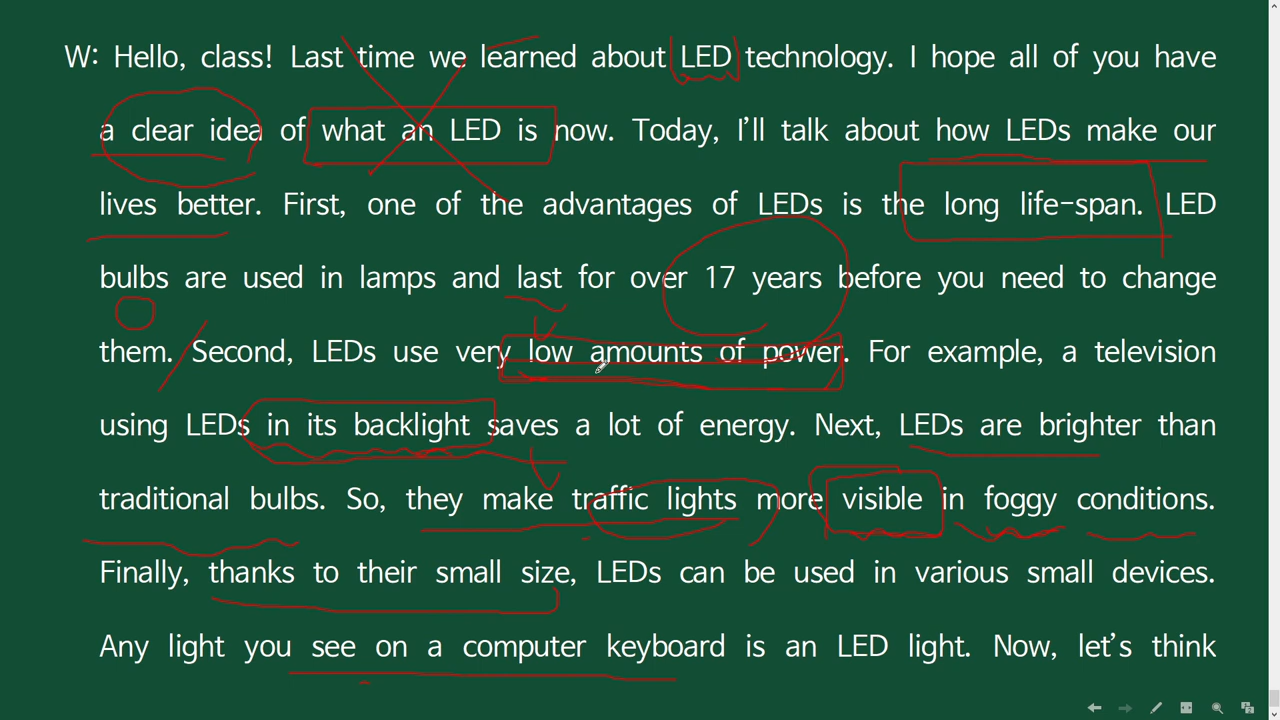 W: Hello, class! Last time we learned about LED technology. I hope all of you have
a clear idea of what an LED is now. Today, I'll talk about how LEDs make our
lives better. First, one of the advantages of LEDs is the long life-span. LED
bulbs are used in lamps and last for over 17 years before you need to change
them. Second, LEDs use very low amounts of power. For example, a television
using LEDs in its backlight saves a lot of energy. Next, LEDs are brighter than
traditional bulbs. So, they make traffic lights more visible in foggy conditions.
Finally, thanks to their small size, LEDs can be used in various small devices.
Any light you see on a computer keyboard is an LED light. Now, let's think